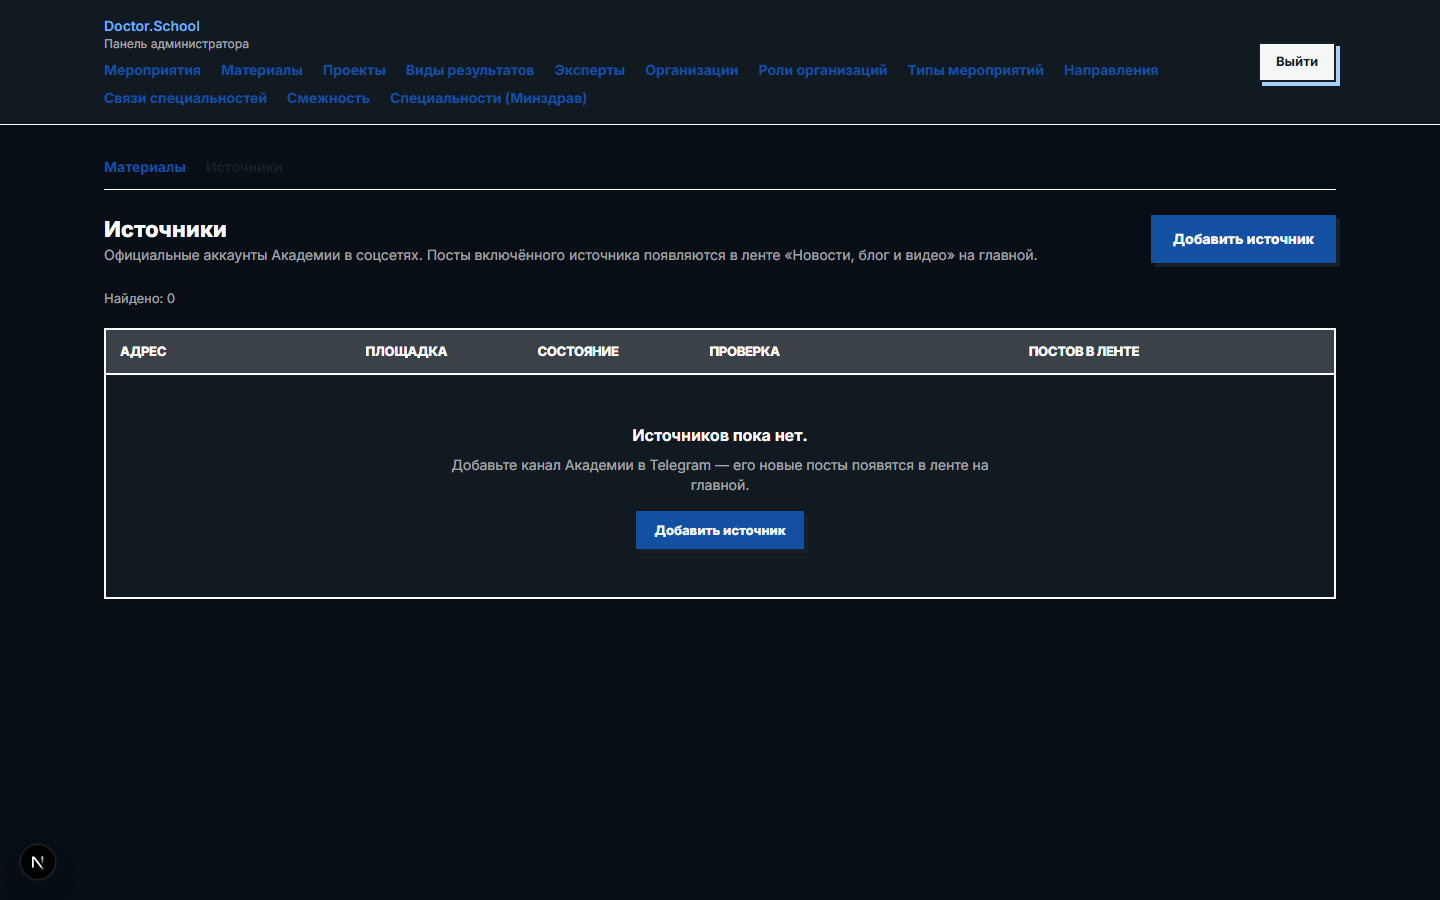 Doctor.School
Панель администратора
Мероприятия Материалы Проекты Виды результатов Эксперты Организации Роли организаций Типы мероприятий Направления
Связи специальностей Смежность Специальности (Минздрав)
Выйти
Материалы Источники
Источники
Официальные аккаунты Академии в соцсетях. Посты включённого источника появляются в ленте «Новости, блог и видео» на главной.
Добавить источник
Найдено: 0
АДРЕС ПЛОЩАДКА СОСТОЯНИЕ ПРОВЕРКА ПОСТОВ В ЛЕНТЕ
Источников пока нет.
Добавьте канал Академии в Telegram — его новые посты появятся в ленте на
главной.
Добавить источник
N